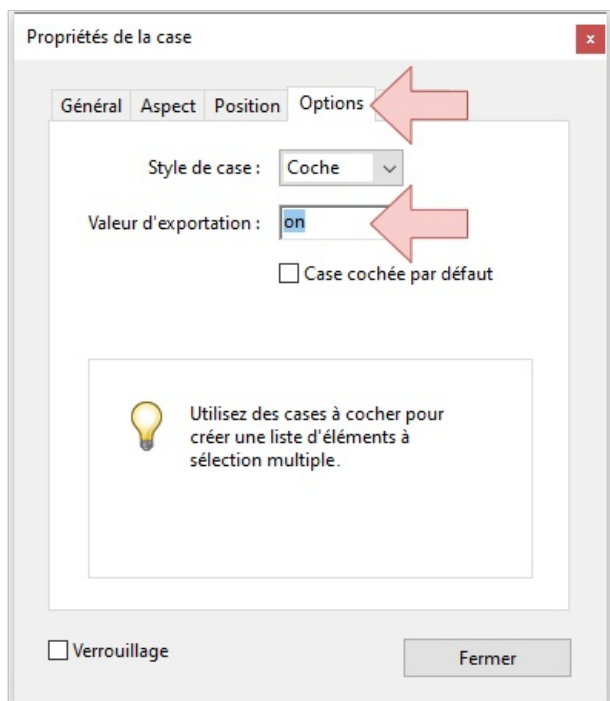 Propriétés de la case
x
Général Aspect Position Options
Style de case : Coche
Valeur d'exportation : on
Case cochée par défaut
Utilisez des cases à cocher pour
créer une liste d'éléments à
sélection multiple.
Verrouillage Fermer